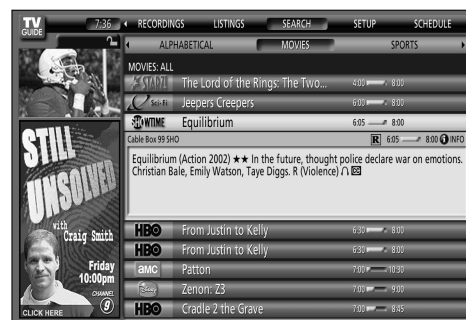 TV GUIDE
7:36
RECORDINGS LISTINGS SEARCH SETUP SCHEDULE
ALPHABETICAL MOVIES SPORTS
MOVIES: ALL
STARZ! The Lord of the Rings: The Two... 4:00 8:00
Sci-Fi Jeepers Creepers 6:00 8:00
SHOWTIME Equilibrium 6:05 8:00
Cable Box 99 SHO R 6:05 8:00 INFO
Equilibrium (Action 2002) ★★ In the future, thought police declare war on emotions.
Christian Bale, Emily Watson, Taye Diggs. R (Violence) CC
HBO From Justin to Kelly 6:30 8:00
HBO From Justin to Kelly 6:30 8:00
AMC Patton 7:00 10:30
Disney Zenon: Z3 7:00 9:00
HBO Cradle 2 the Grave 7:00 8:45
STILL
UNSOLVED
with
Craig Smith
Friday
10:00pm
CHANNEL
9
CLICK HERE